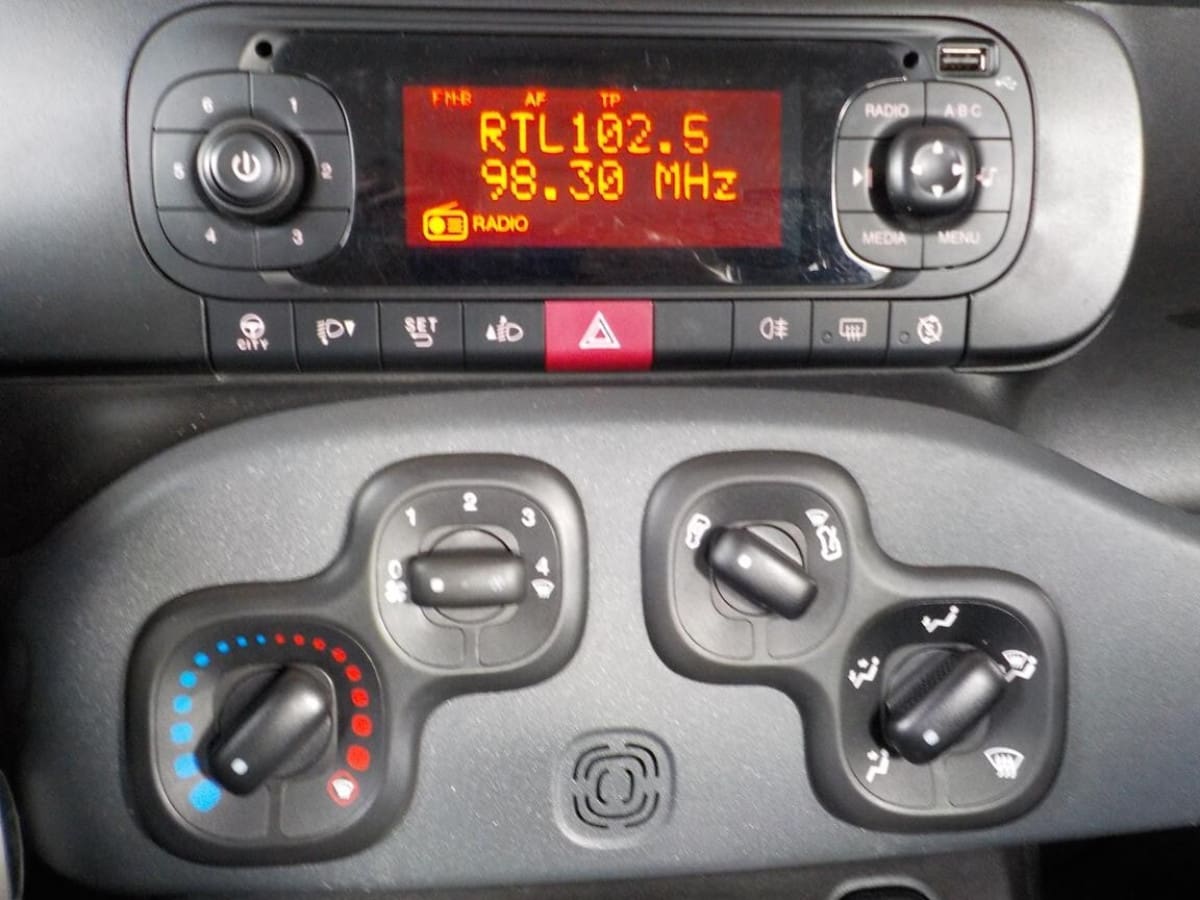 FM-B AF TP
RTL102.5
98.30 MHz
RADIO
6 1
5 2
4 3
RADIO ABC
MEDIA MENU
CITY
SET
1 2 3
0 4